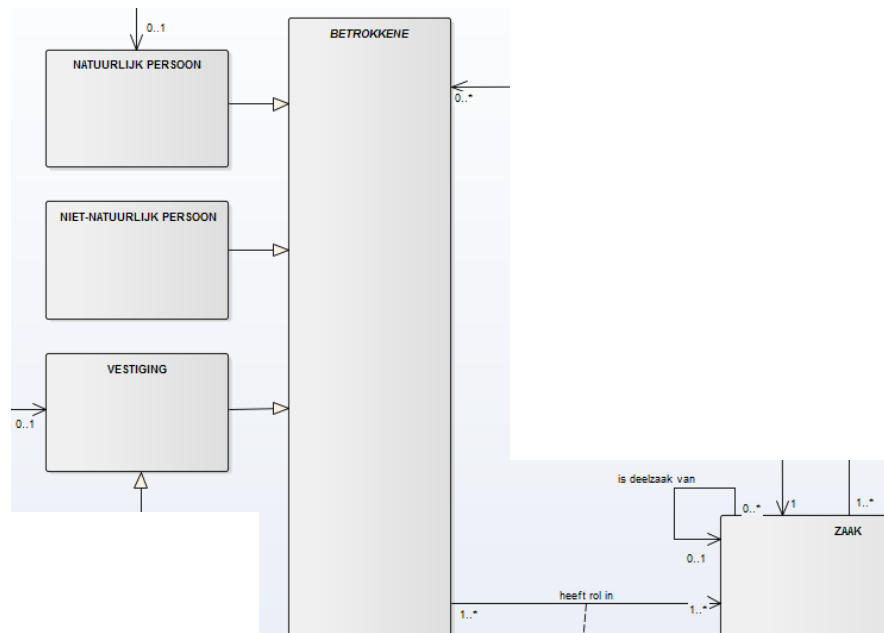 0..1
NATUURLIJK PERSOON
BETROKKENE
0..*
NIET-NATUURLIJK PERSOON
VESTIGING
0..1
is deelzaak van
0..*
1
1..*
ZAAK
0..1
heeft rol in
1..*
1..*